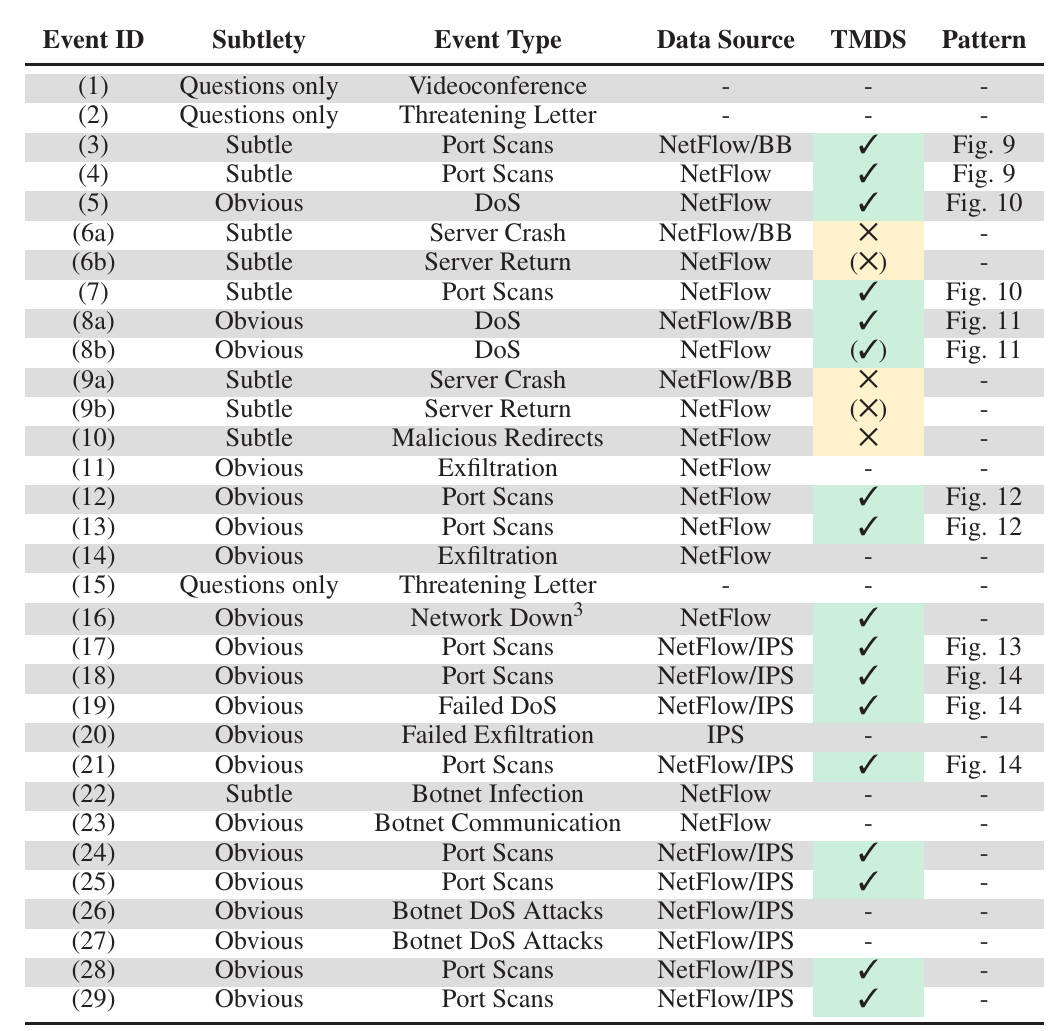 Event ID Subtlety Event Type Data Source TMDS Pattern
(1) Questions only Videoconference - - -
(2) Questions only Threatening Letter - - -
(3) Subtle Port Scans NetFlow/BB ✓ Fig. 9
(4) Subtle Port Scans NetFlow ✓ Fig. 9
(5) Obvious DoS NetFlow ✓ Fig. 10
(6a) Subtle Server Crash NetFlow/BB ✕ -
(6b) Subtle Server Return NetFlow (✕) -
(7) Subtle Port Scans NetFlow ✓ Fig. 10
(8a) Obvious DoS NetFlow/BB ✓ Fig. 11
(8b) Obvious DoS NetFlow (✓) Fig. 11
(9a) Subtle Server Crash NetFlow/BB ✕ -
(9b) Subtle Server Return NetFlow (✕) -
(10) Subtle Malicious Redirects NetFlow ✕ -
(11) Obvious Exfiltration NetFlow - -
(12) Obvious Port Scans NetFlow ✓ Fig. 12
(13) Obvious Port Scans NetFlow ✓ Fig. 12
(14) Obvious Exfiltration NetFlow - -
(15) Questions only Threatening Letter - - -
(16) Obvious Network Down³ NetFlow ✓ -
(17) Obvious Port Scans NetFlow/IPS ✓ Fig. 13
(18) Obvious Port Scans NetFlow/IPS ✓ Fig. 14
(19) Obvious Failed DoS NetFlow/IPS ✓ Fig. 14
(20) Obvious Failed Exfiltration IPS - -
(21) Obvious Port Scans NetFlow/IPS ✓ Fig. 14
(22) Subtle Botnet Infection NetFlow - -
(23) Obvious Botnet Communication NetFlow - -
(24) Obvious Port Scans NetFlow/IPS ✓ -
(25) Obvious Port Scans NetFlow/IPS ✓ -
(26) Obvious Botnet DoS Attacks NetFlow/IPS - -
(27) Obvious Botnet DoS Attacks NetFlow/IPS - -
(28) Obvious Port Scans NetFlow/IPS ✓ -
(29) Obvious Port Scans NetFlow/IPS ✓ -